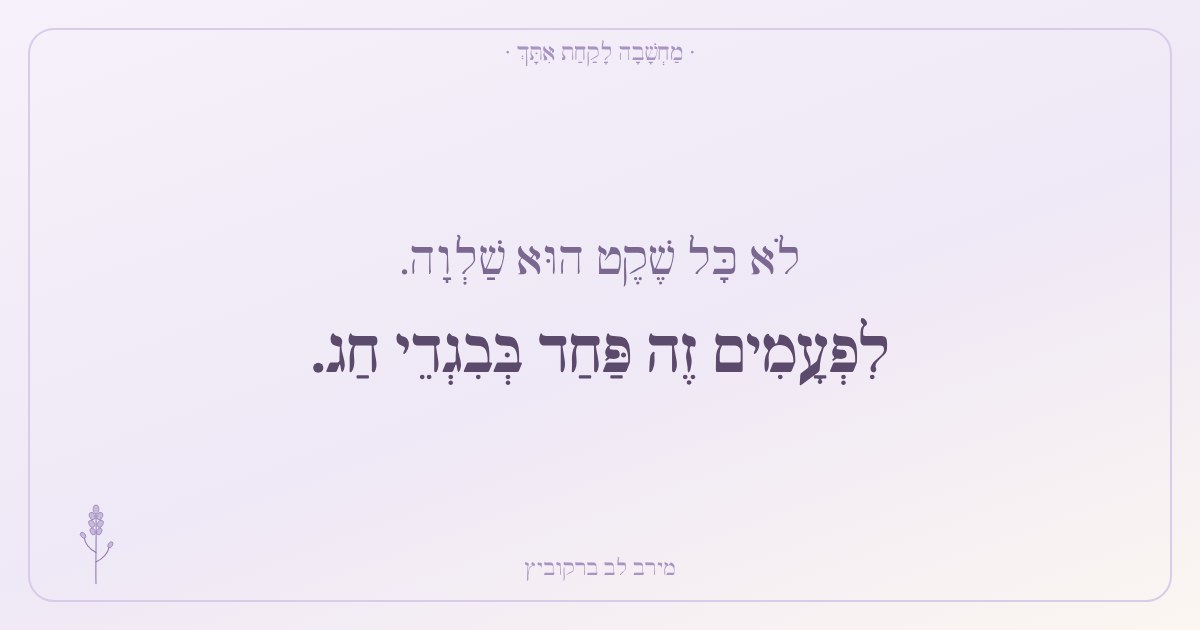 · מַחְשָׁבָה לָקַחַת אִתָּךְ ·
לֹא כָּל שֶׁקֶט הוּא שַׁלְוָה.
לִפְעָמִים זֶה פַּחַד בְּבִגְדֵי חַג.
מירב לב ברקוביץ